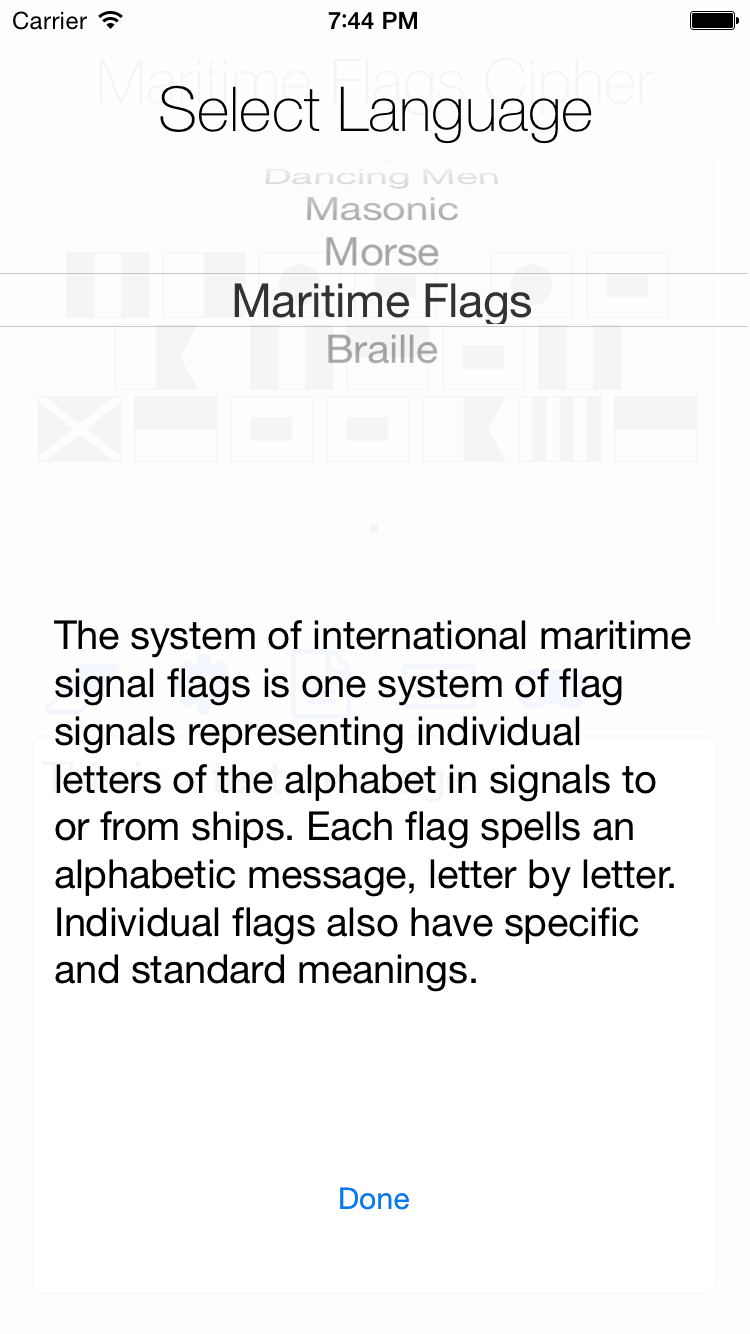 Carrier 7:44 PM
Maritime Flags Cipher
Select Language
Dancing Men
Masonic
Morse
Maritime Flags
Braille
The system of international maritime
signal flags is one system of flag
signals representing individual
letters of the alphabet in signals to
or from ships. Each flag spells an
alphabetic message, letter by letter.
Individual flags also have specific
and standard meanings.
Done